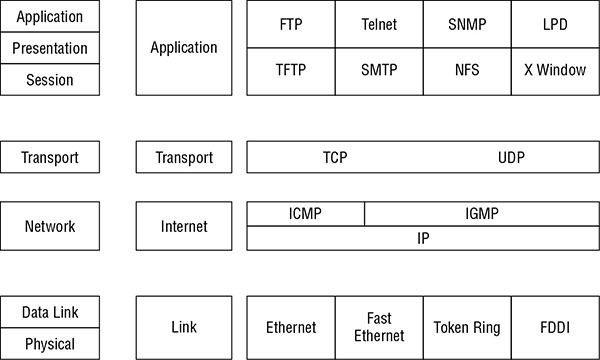 Application
Presentation
Session
Application
FTP Telnet SNMP LPD
TFTP SMTP NFS X Window
Transport
Transport
TCP UDP
Network
Internet
ICMP IGMP
IP
Data Link
Physical
Link
Ethernet
Fast
Ethernet
Token Ring
FDDI